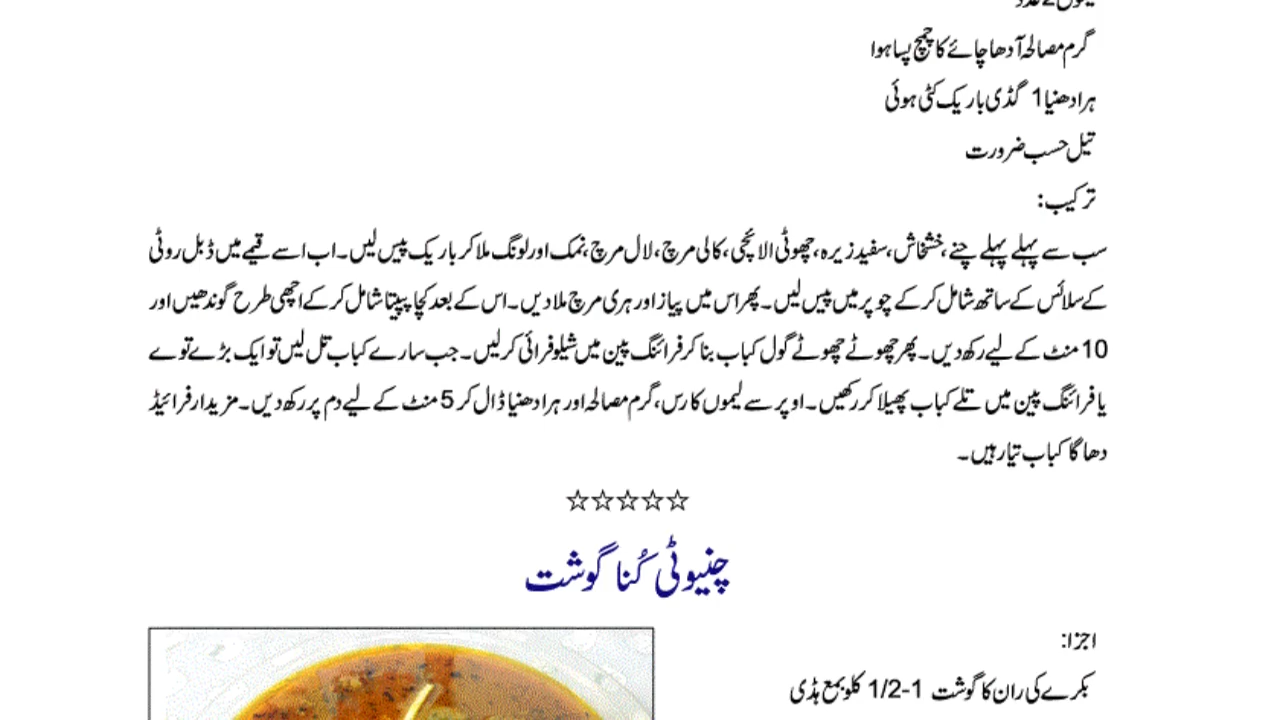 گرم مصالحہ آدھا چائے کا چمچ پسا ہوا
ہرا دھنیا 1 گڈی باریک کٹی ہوئی
تیل حسب ضرورت
ترکیب:
سب سے پہلے پہلے چنے، خشخاش، سفید زیرہ، چھوٹی الائچی، کالی مرچ، لال مرچ، نمک اور لونگ ملا کر باریک پیس لیں۔ اب اسے قیمے میں ڈبل روٹی
کے سلائس کے ساتھ شامل کر کے چوپر میں پیس لیں۔ پھر اس میں پیاز اور ہری مرچ ملا دیں۔ اس کے بعد کچا پپیتا شامل کر کے اچھی طرح گوندھیں اور
10 منٹ کے لیے رکھ دیں۔ پھر چھوٹے چھوٹے گول کباب بنا کر فرائنگ پین میں شیلو فرائی کر لیں۔ جب سارے کباب تل لیں تو ایک بڑے توے
یا فرائنگ پین میں تلے کباب پھیلا کر رکھیں۔ اوپر سے لیموں کا رس، گرم مصالحہ اور ہرا دھنیا ڈال کر 5 منٹ کے لیے دم پر رکھ دیں۔ مزیدار فرائیڈ
دھاگا کباب تیار ہیں۔
☆☆☆☆☆
چنیوٹی کُنا گوشت
اجزا:
بکرے کی ران کا گوشت 1-1/2 کلو بمع ہڈی